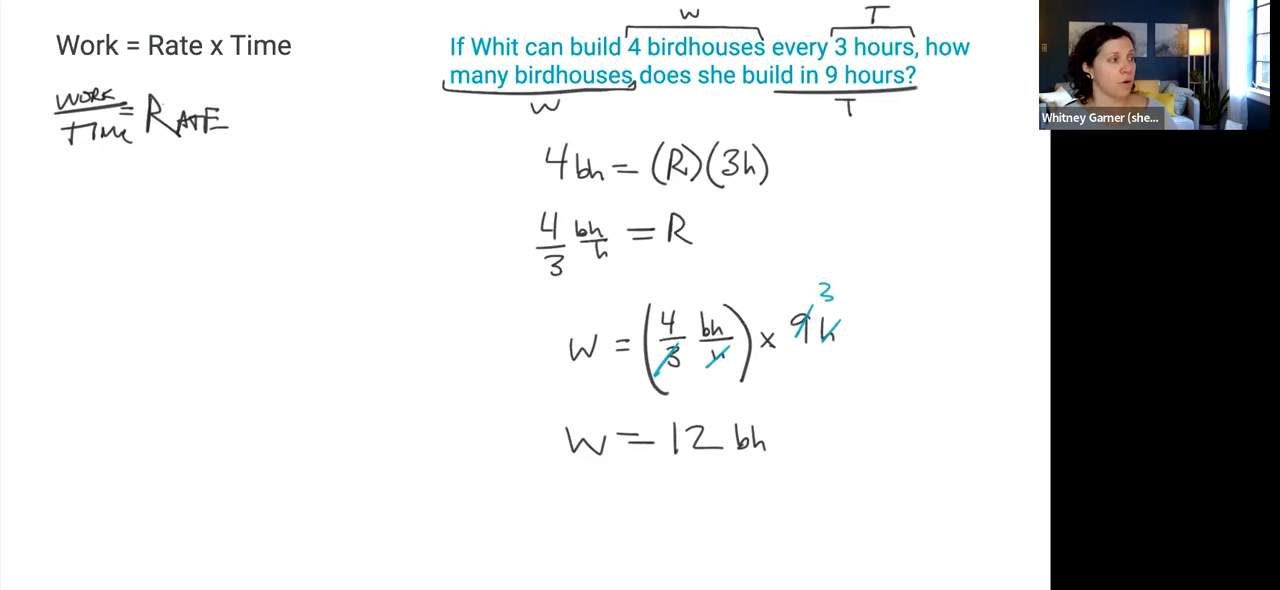 Work = Rate x Time
WORK / TIME = RATE
W T
If Whit can build 4 birdhouses every 3 hours, how
many birdhouses, does she build in 9 hours?
W T
4 bh = (R)(3h)
4/3 bh/h = R
3
W = (4/3 bh/h) x 9h
W = 12 bh
Whitney Garner (she...